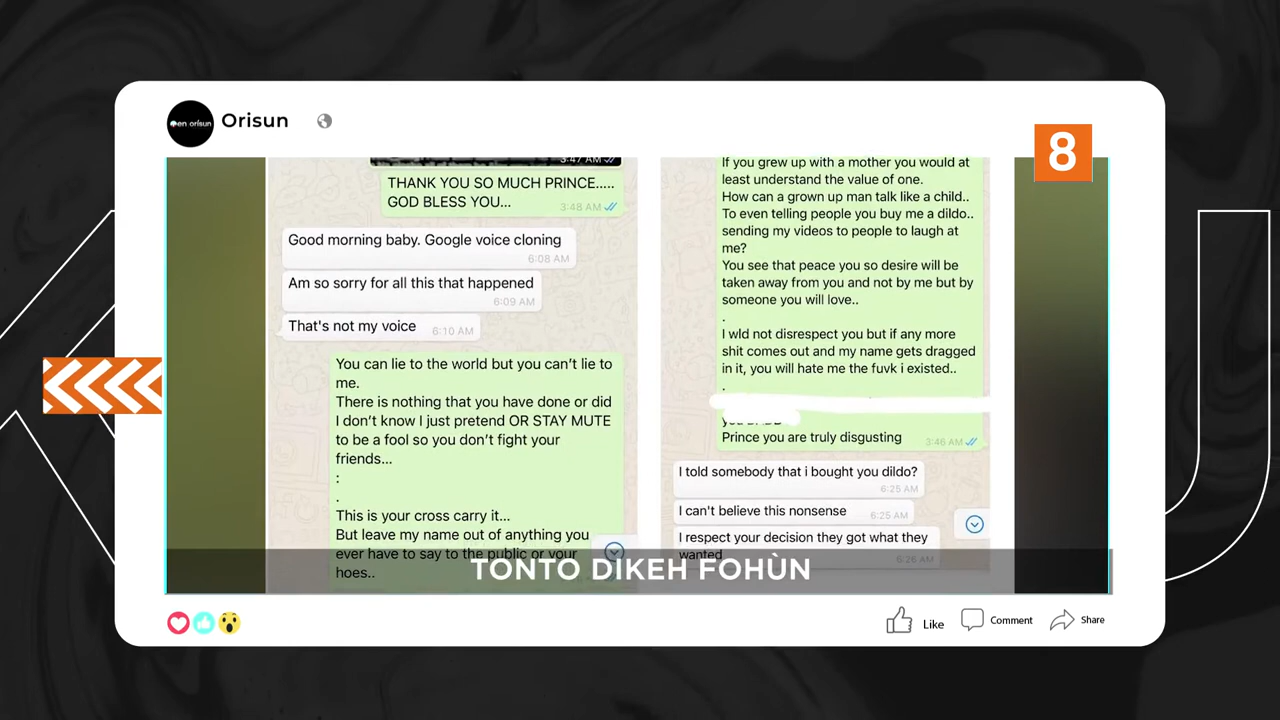 en orisun
Orisun
8
3:47 AM
THANK YOU SO MUCH PRINCE.....
GOD BLESS YOU...
3:48 AM
Good morning baby. Google voice cloning
6:08 AM
Am so sorry for all this that happened
6:09 AM
That's not my voice
6:10 AM
You can lie to the world but you can't lie to
me.
There is nothing that you have done or did
I don't know I just pretend OR STAY MUTE
to be a fool so you don't fight your
friends...
:
.
This is your cross carry it...
But leave my name out of anything you
ever have to say to the public or your
hoes..
If you grew up with a mother you would at
least understand the value of one.
How can a grown up man talk like a child..
To even telling people you buy me a dildo..
sending my videos to people to laugh at
me?
You see that peace you so desire will be
taken away from you and not by me but by
someone you will love..
.
I wld not disrespect you but if any more
shit comes out and my name gets dragged
in it, you will hate me the fuvk i existed..
.
Prince you are truly disgusting
3:46 AM
I told somebody that i bought you dildo?
6:25 AM
I can't believe this nonsense
6:25 AM
I respect your decision they got what they
wanted
6:26 AM
TONTO DIKEH FOHÙN
Like
Comment
Share